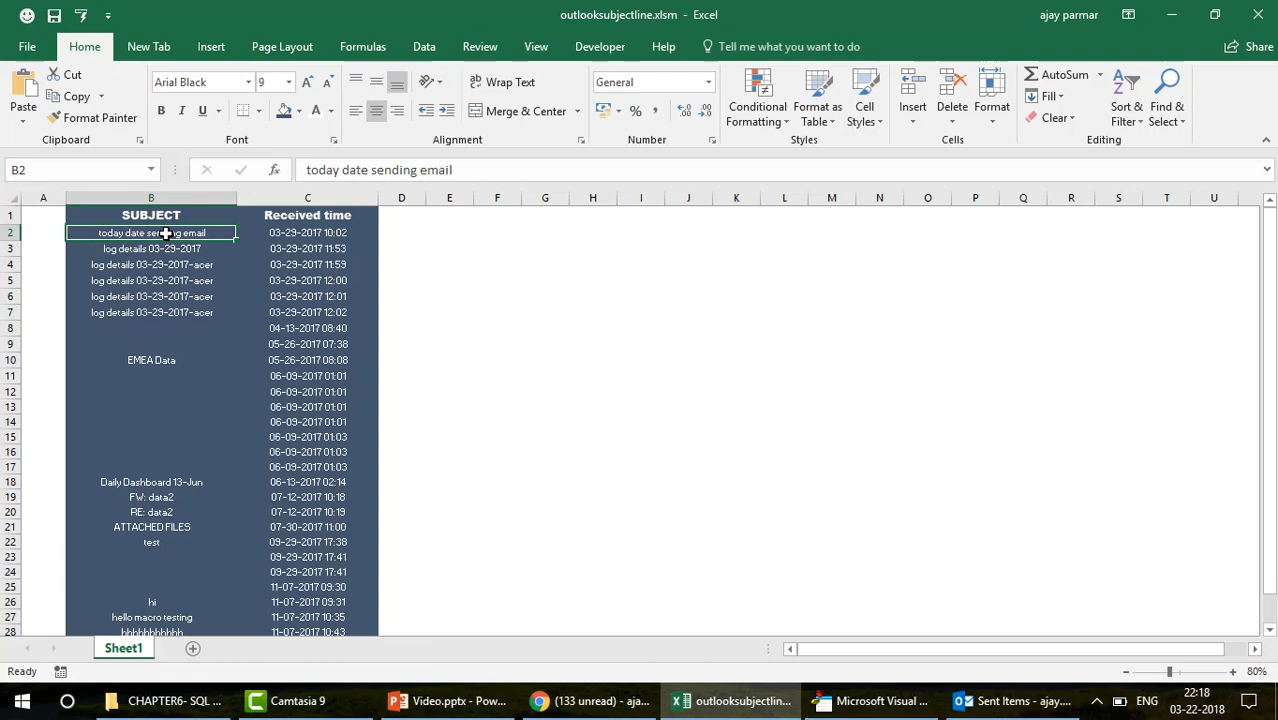 outlooksubjectline.xlsm - Excel
ajay parmar
File Home New Tab Insert Page Layout Formulas Data Review View Developer Help Tell me what you want to do Share
Paste
Cut
Copy
Format Painter
Clipboard
Arial Black 9
B I U
Font
Wrap Text
Merge & Center
Alignment
General
Number
Conditional Formatting
Format as Table
Cell Styles
Styles
Insert
Delete
Format
Cells
AutoSum
Fill
Clear
Sort & Filter
Find & Select
Editing
B2 fx today date sending email
A B C D E F G H I J K L M N O P Q R S T U
1 SUBJECT Received time
2 today date sending email 03-29-2017 10:02
3 log details 03-29-2017 03-29-2017 11:53
4 log details 03-29-2017-acer 03-29-2017 11:59
5 log details 03-29-2017-acer 03-29-2017 12:00
6 log details 03-29-2017-acer 03-29-2017 12:01
7 log details 03-29-2017-acer 03-29-2017 12:02
8 04-13-2017 08:40
9 05-26-2017 07:38
10 EMEA Data 05-26-2017 08:08
11 06-09-2017 01:01
12 06-09-2017 01:01
13 06-09-2017 01:01
14 06-09-2017 01:01
15 06-09-2017 01:03
16 06-09-2017 01:03
17 06-09-2017 01:03
18 Daily Dashboard 13-Jun 06-13-2017 02:14
19 FW: data2 07-12-2017 10:18
20 RE: data2 07-12-2017 10:19
21 ATTACHED FILES 07-30-2017 11:00
22 test 09-29-2017 17:38
23 09-29-2017 17:41
24 09-29-2017 17:41
25 11-07-2017 09:30
26 hi 11-07-2017 09:31
27 hello macro testing 11-07-2017 10:35
28 hhhhhhhhhhh 11-07-2017 10:43
Sheet1
Ready 80%
CHAPTER6- SQL ... Camtasia 9 Video.pptx - Pow... (133 unread) - aja... outlooksubjectlin... Microsoft Visual ... Sent Items - ajay.... ENG
22:18
03-22-2018